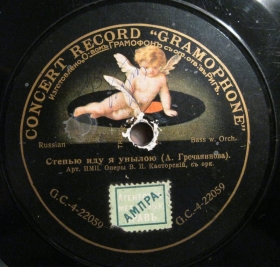 CONCERT RECORD "GRAMOPHONE"
Russian
Bass w. Orch.
Степью иду я унылою (А. Гречанинова).
Арт. ИМП. Оперы В. И. Касторскій, съ орк.
G.C.-4-22059
G.C.-4-22059
АМПРА.